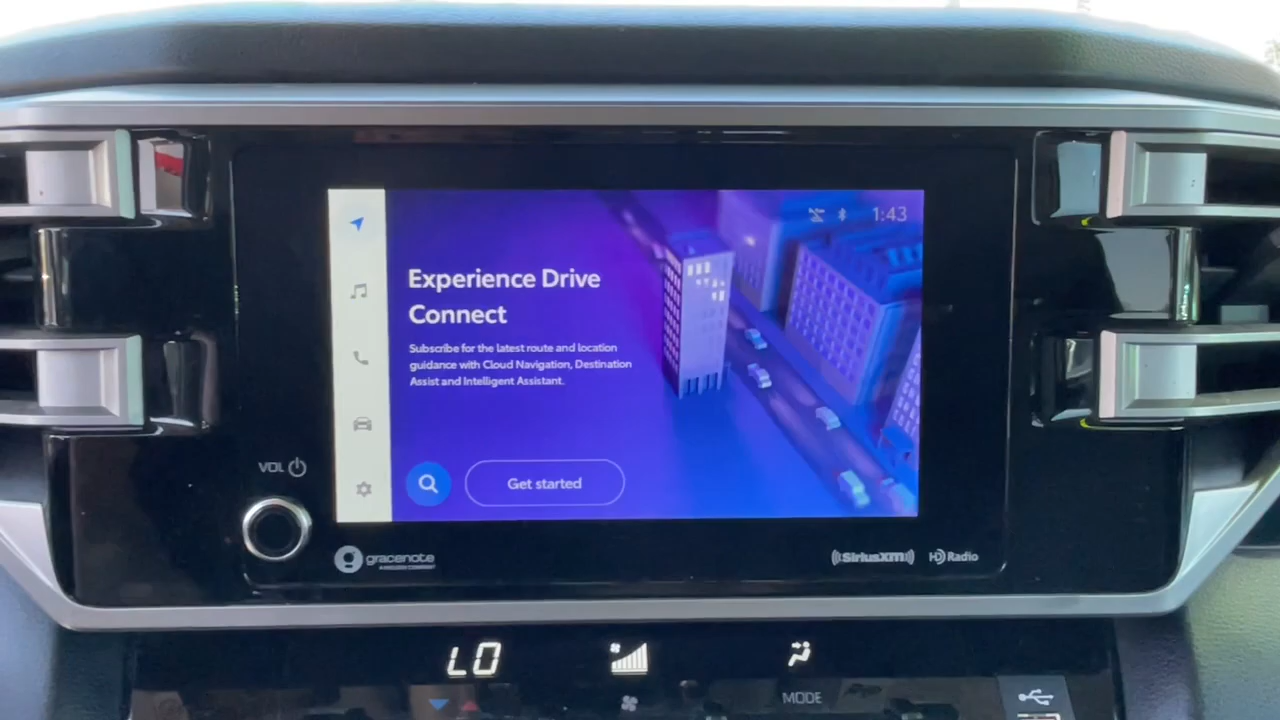 1:43
Experience Drive
Connect
Subscribe for the latest route and location
guidance with Cloud Navigation, Destination
Assist and Intelligent Assistant.
Get started
VOL
gracenote
SiriusXM
HD Radio
LO
MODE